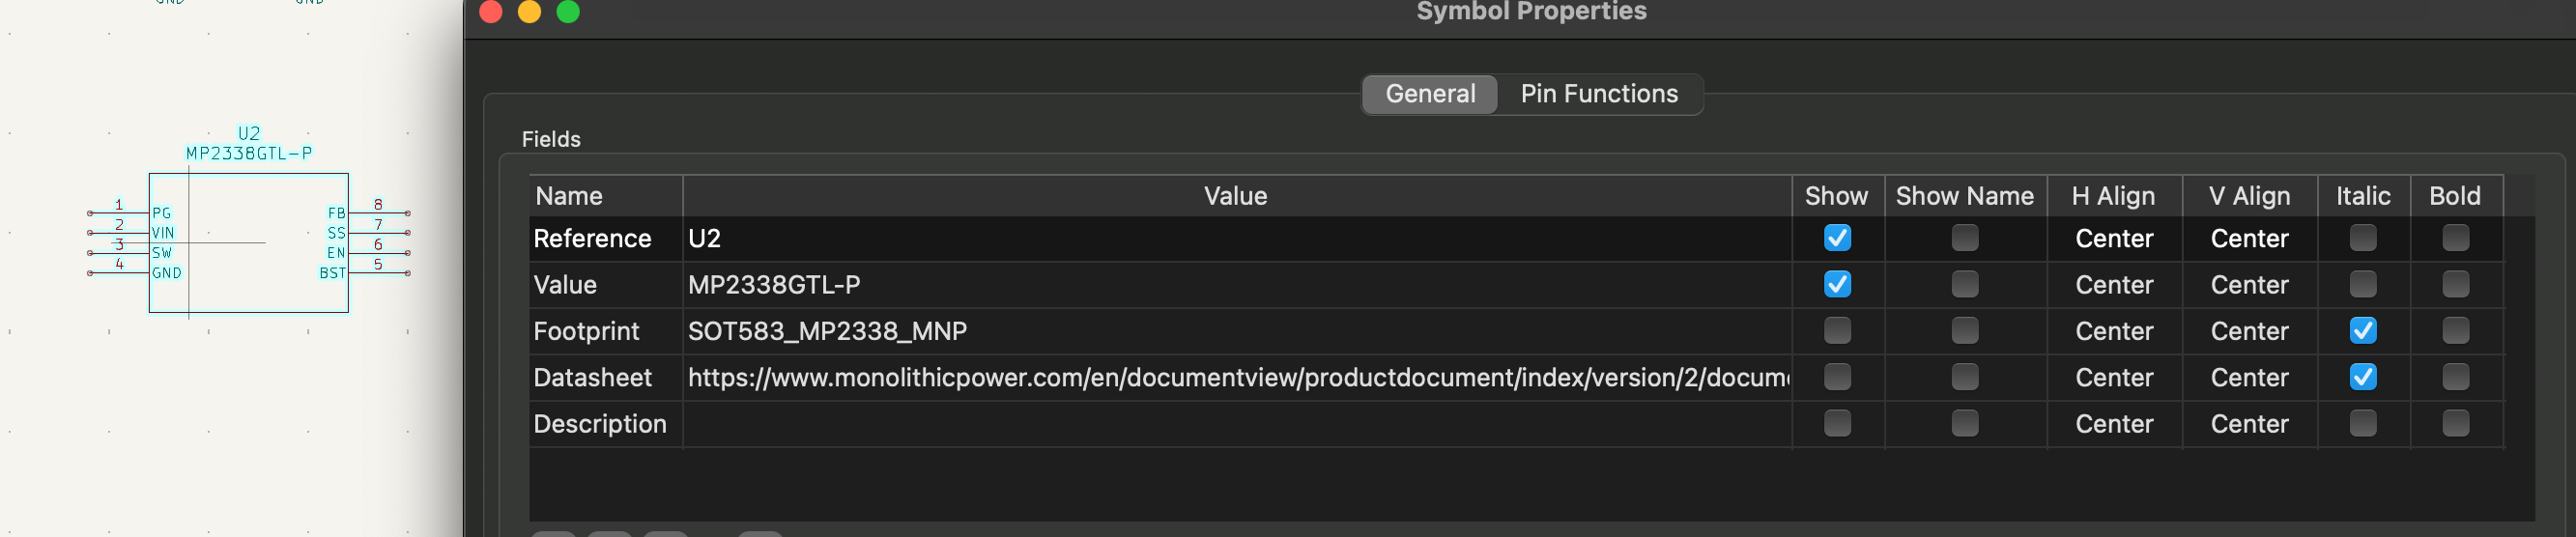 GND
GND
U2
MP2338GTL-P
1 PG
2 VIN
3 SW
4 GND
FB 8
SS 7
EN 6
BST 5
Symbol Properties
General Pin Functions
Fields
Name Value Show Show Name H Align V Align Italic Bold
Reference U2 Center Center
Value MP2338GTL-P Center Center
Footprint SOT583_MP2338_MNP Center Center
Datasheet https://www.monolithicpower.com/en/documentview/productdocument/index/version/2/docum Center Center
Description Center Center